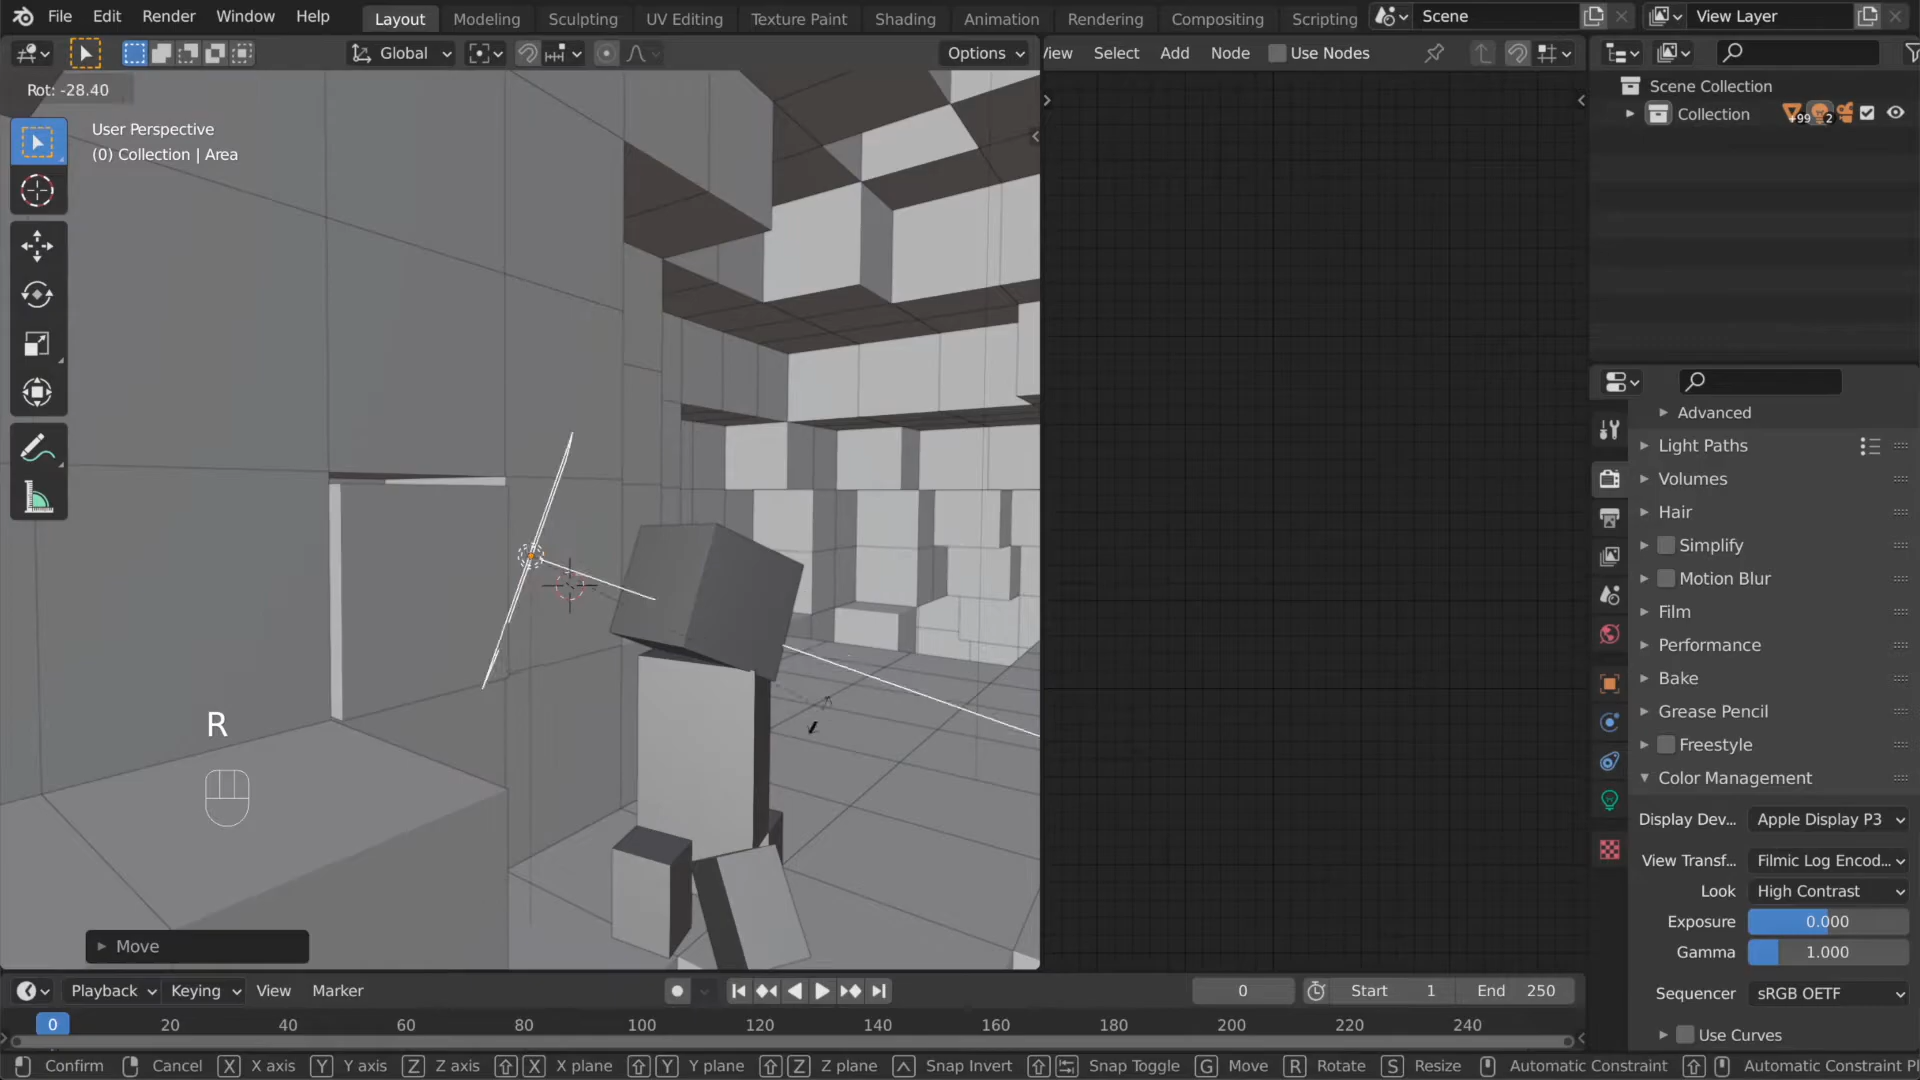 File Edit Render Window Help
Layout Modeling Sculpting UV Editing Texture Paint Shading Animation Rendering Compositing Scripting
Scene
View Layer
Global
Options
View Select Add Node Use Nodes
Rot: -28.40
User Perspective
(0) Collection | Area
Scene Collection
Collection
+99
2
Advanced
Light Paths
Volumes
Hair
Simplify
Motion Blur
Film
Performance
Bake
Grease Pencil
Freestyle
Color Management
Display Dev... Apple Display P3
View Transf... Filmic Log Encod...
Look High Contrast
Exposure 0.000
Gamma 1.000
Sequencer sRGB OETF
Use Curves
R
Move
Playback Keying View Marker
0 Start 1 End 250
0 20 40 60 80 100 120 140 160 180 200 220 240
Confirm Cancel X X axis Y Y axis Z Z axis X X plane Y Y plane Z Z plane Snap Invert Snap Toggle G Move R Rotate S Resize Automatic Constraint Automatic Constraint Pl